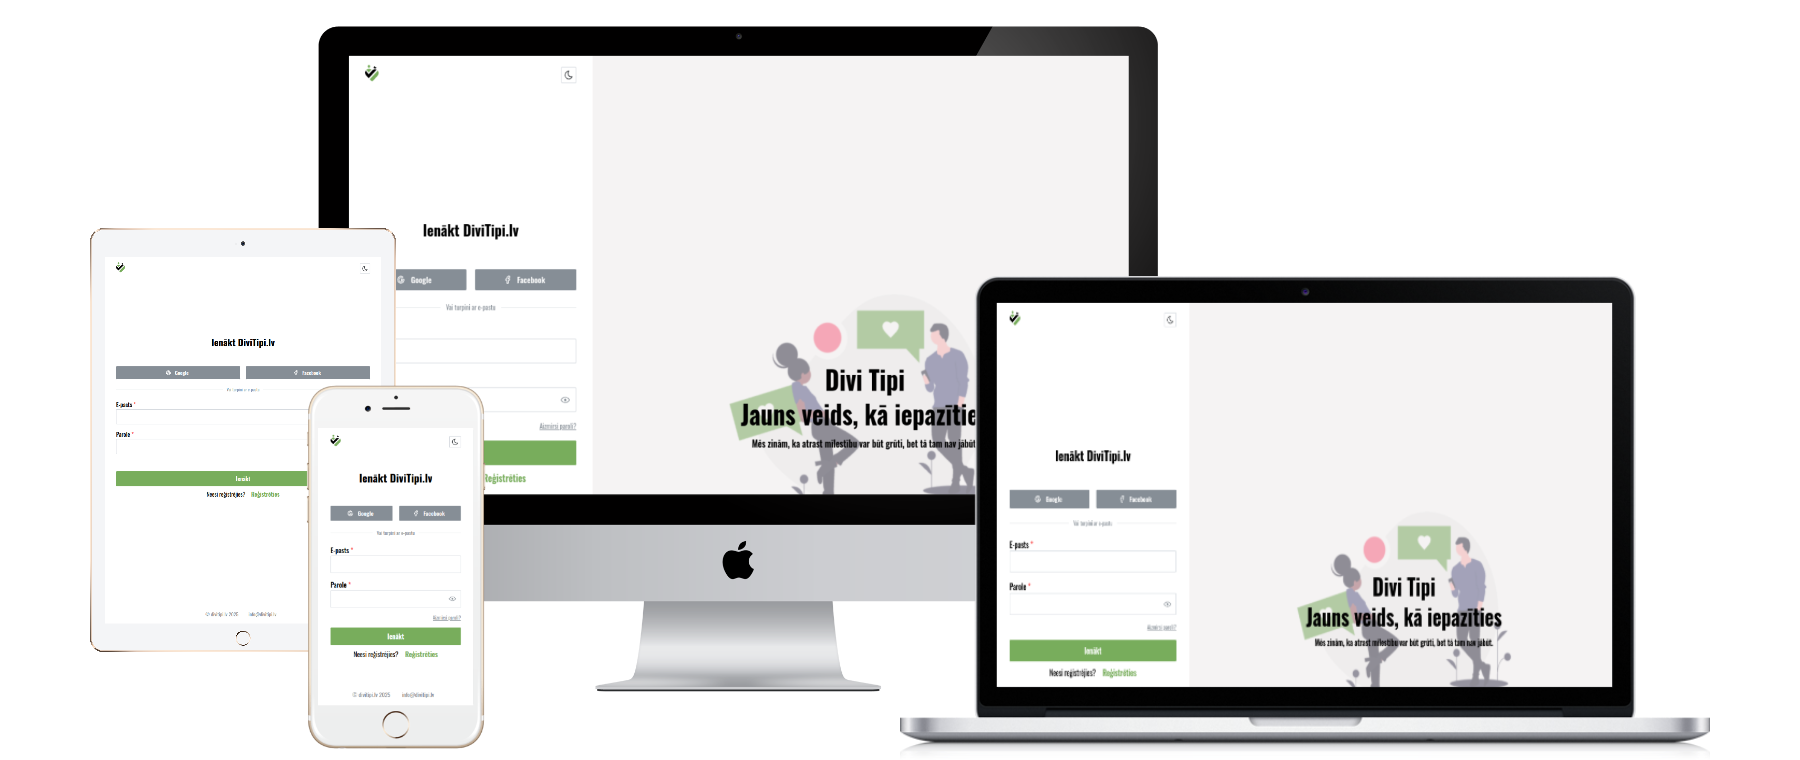 Ienākt DiviTipi.lv
Google
Facebook
Vai turpini ar e-pastu
Aizmirsi paroli?
Reģistrēties
Divi Tipi
Jauns veids, kā iepazītie
Mēs zinām, ka atrast mīlestību var būt grūti, bet tā tam nav jābūt
Ienākt DiviTipi.lv
Google
Facebook
Vai turpini ar e-pastu
E-pasts *
Parole *
Ienākt
Neesi reģistrējies? Reģistrēties
© divitipi.lv 2025
info@divitipi.lv
Ienākt DiviTipi.lv
Google
Facebook
Vai turpini ar e-pastu
E-pasts *
Parole *
Aizmirsi paroli?
Ienākt
Neesi reģistrējies? Reģistrēties
© divitipi.lv 2025
info@divitipi.lv
Ienākt DiviTipi.lv
Google
Facebook
Vai turpini ar e-pastu
E-pasts *
Parole *
Aizmirsi paroli?
Ienākt
Neesi reģistrējies? Reģistrēties
Divi Tipi
Jauns veids, kā iepazīties
Mēs zinām, ka atrast mīlestību var būt grūti, bet tā tam nav jābūt.